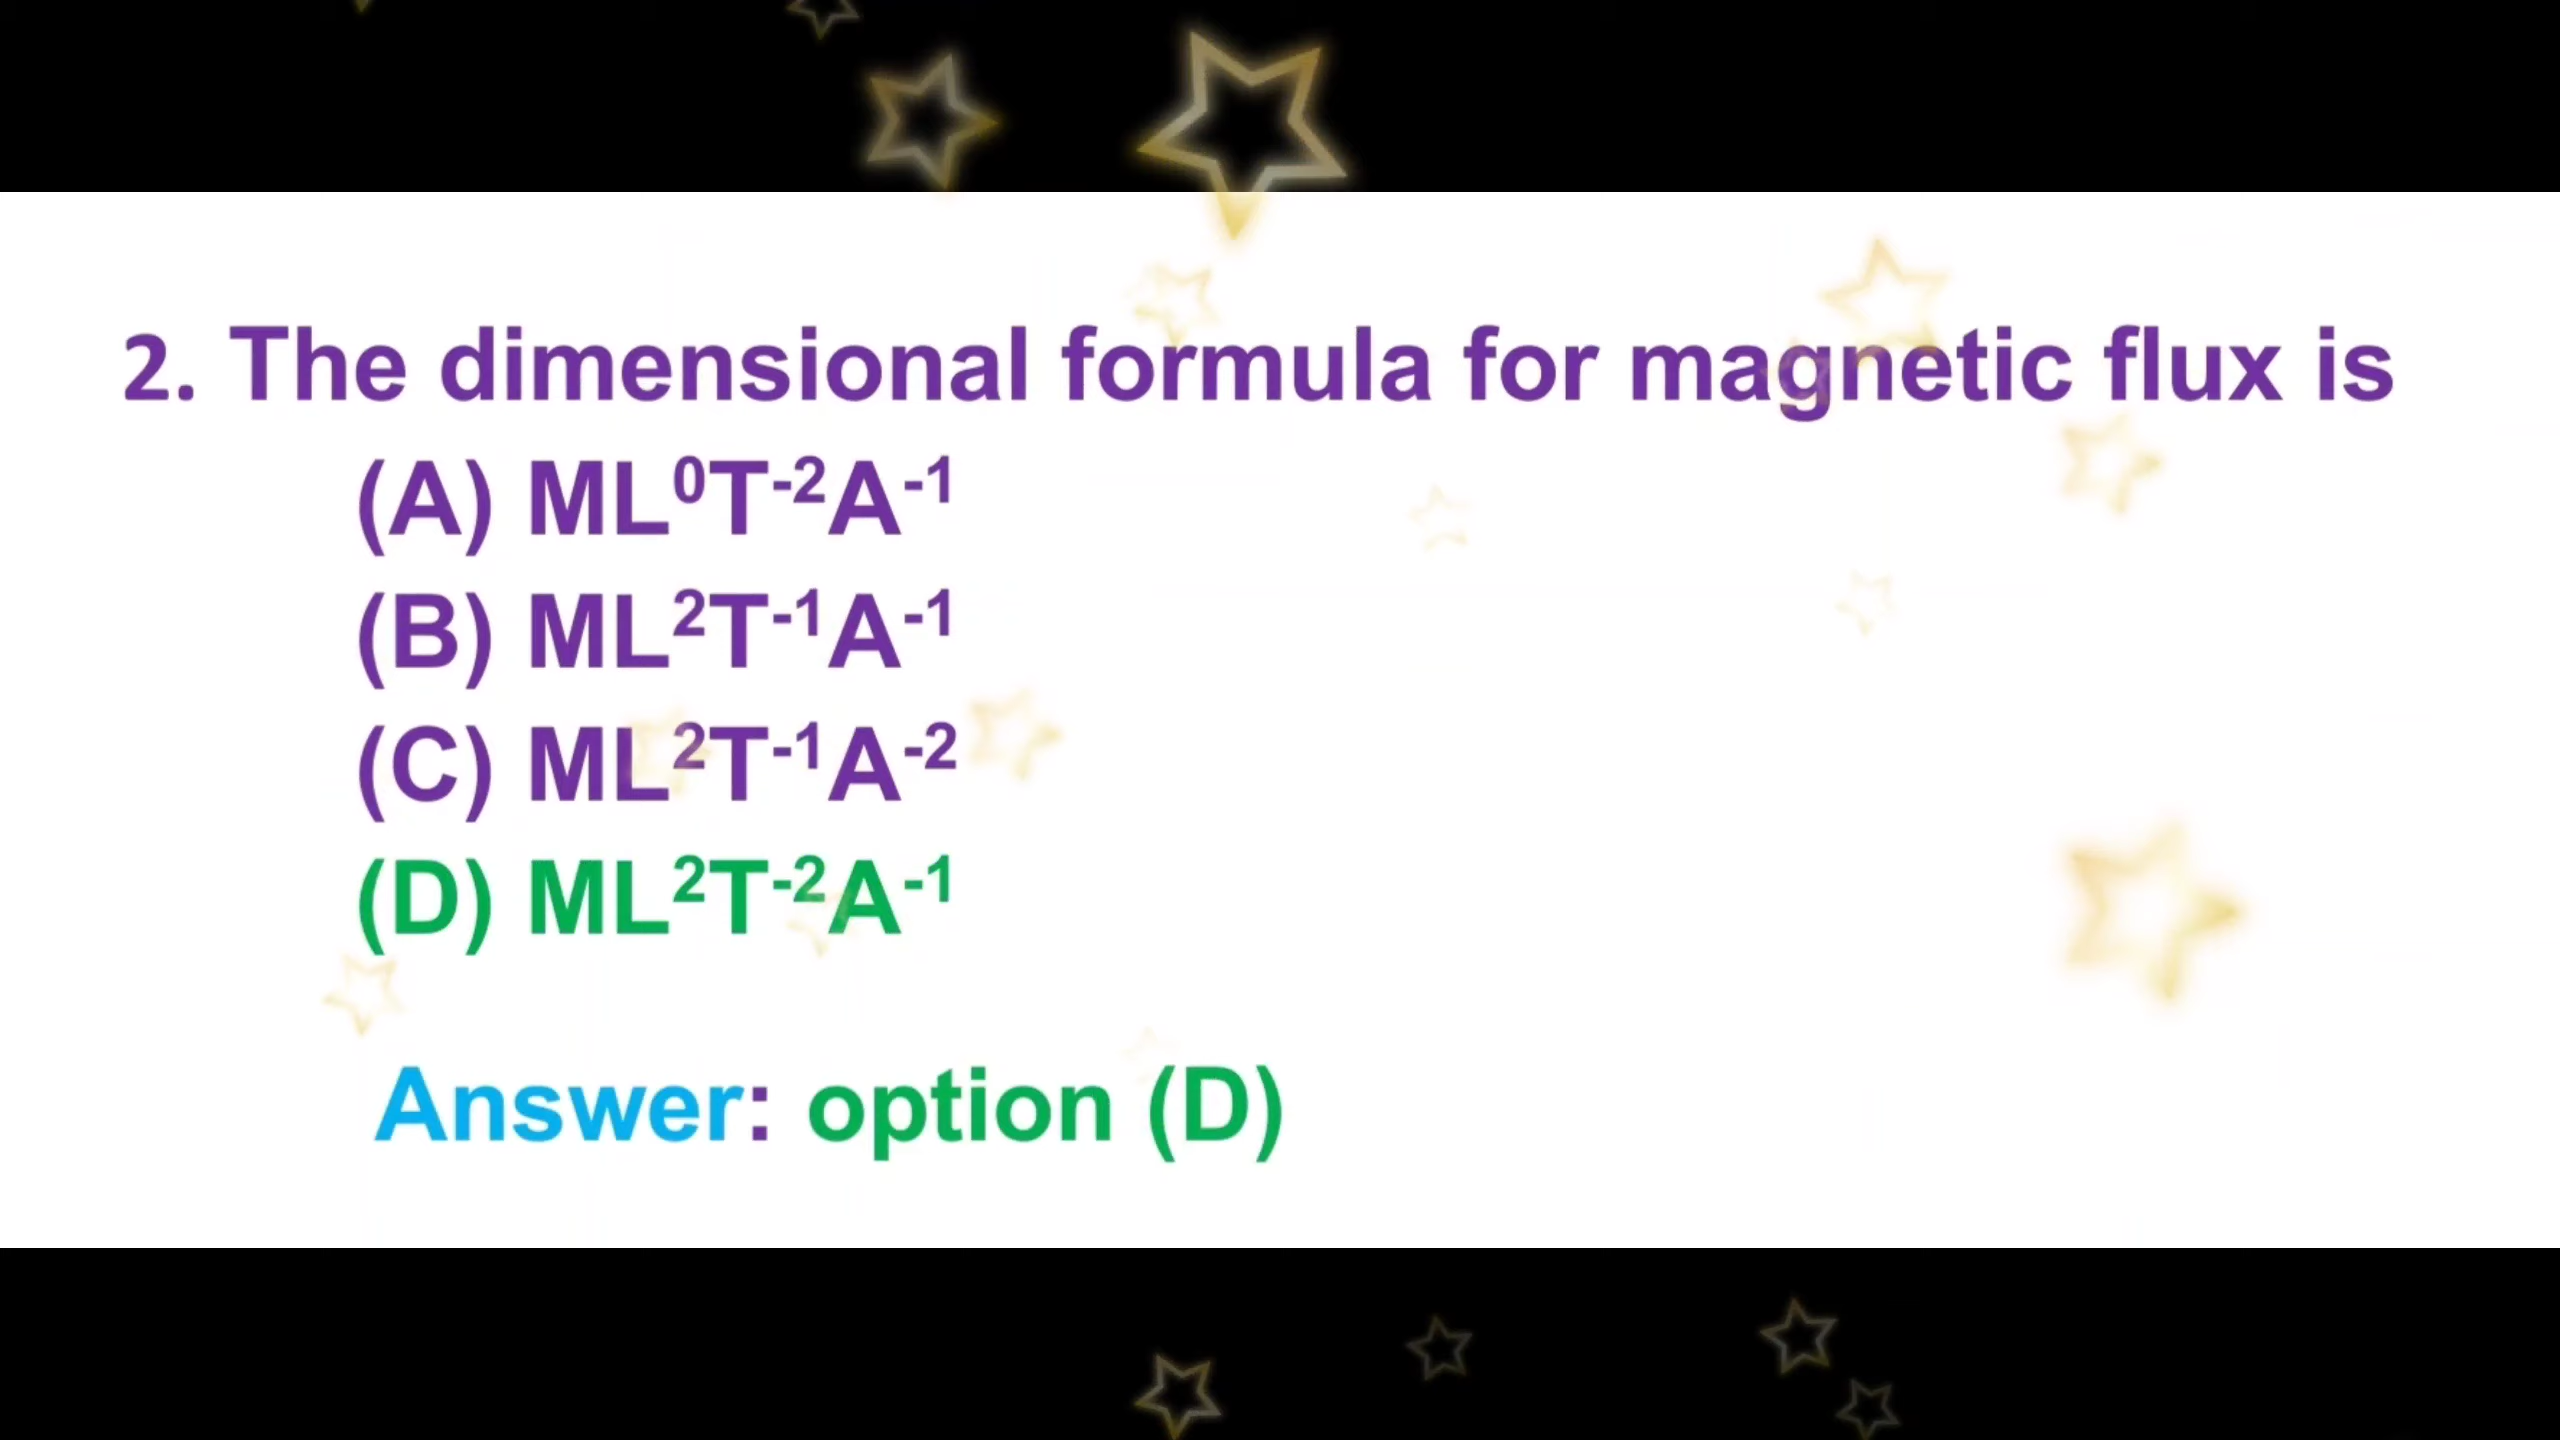 2. The dimensional formula for magnetic flux is
(A) ML⁰T⁻²A⁻¹
(B) ML²T⁻¹A⁻¹
(C) ML²T⁻¹A⁻²
(D) ML²T⁻²A⁻¹
Answer: option (D)